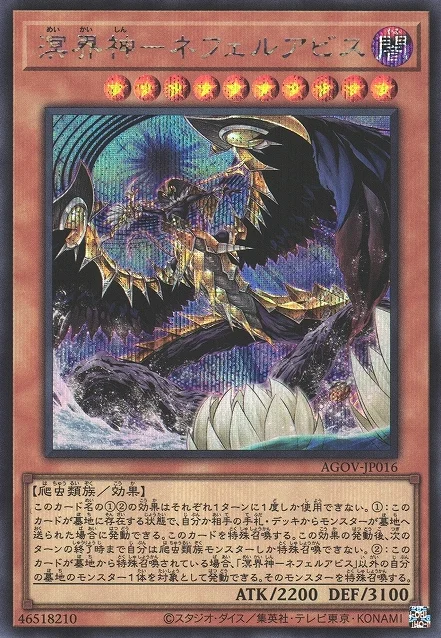 溟界神－ネフェルアビス
闇
AGOV-JP016
【爬虫類族／効果】
このカード名の①②の効果はそれぞれ1ターンに1度しか使用できない。①：この
カードが墓地に存在する状態で、自分か相手の手札・デッキからモンスターが墓地へ
送られた場合に発動できる。このカードを特殊召喚する。この効果の発動後、次の
ターンの終了時まで自分は爬虫類族モンスターしか特殊召喚できない。②：この
カードが墓地から特殊召喚されている場合、「溟界神－ネフェルアビス」以外の自分
の墓地のモンスター1体を対象として発動できる。そのモンスターを特殊召喚する。
ATK/2200 DEF/3100
46518210
©スタジオ・ダイス／集英社・テレビ東京・KONAMI